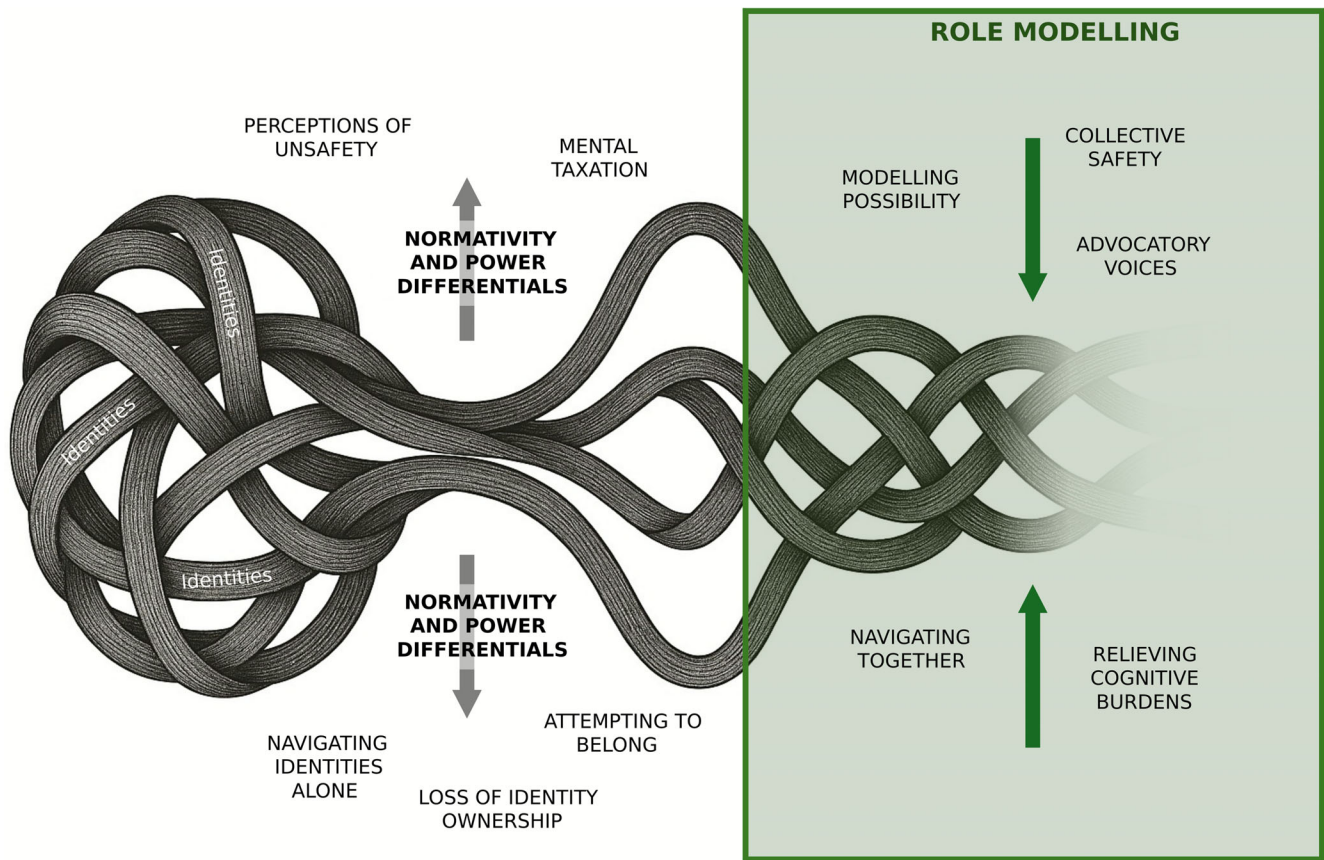 ROLE MODELLING
PERCEPTIONS OF
UNSAFETY
MENTAL
TAXATION
NORMATIVITY
AND POWER
DIFFERENTIALS
Identities
Identities
Identities
NORMATIVITY
AND POWER
DIFFERENTIALS
NAVIGATING
IDENTITIES
ALONE
ATTEMPTING TO
BELONG
LOSS OF IDENTITY
OWNERSHIP
COLLECTIVE
SAFETY
MODELLING
POSSIBILITY
ADVOCATORY
VOICES
NAVIGATING
TOGETHER
RELIEVING
COGNITIVE
BURDENS